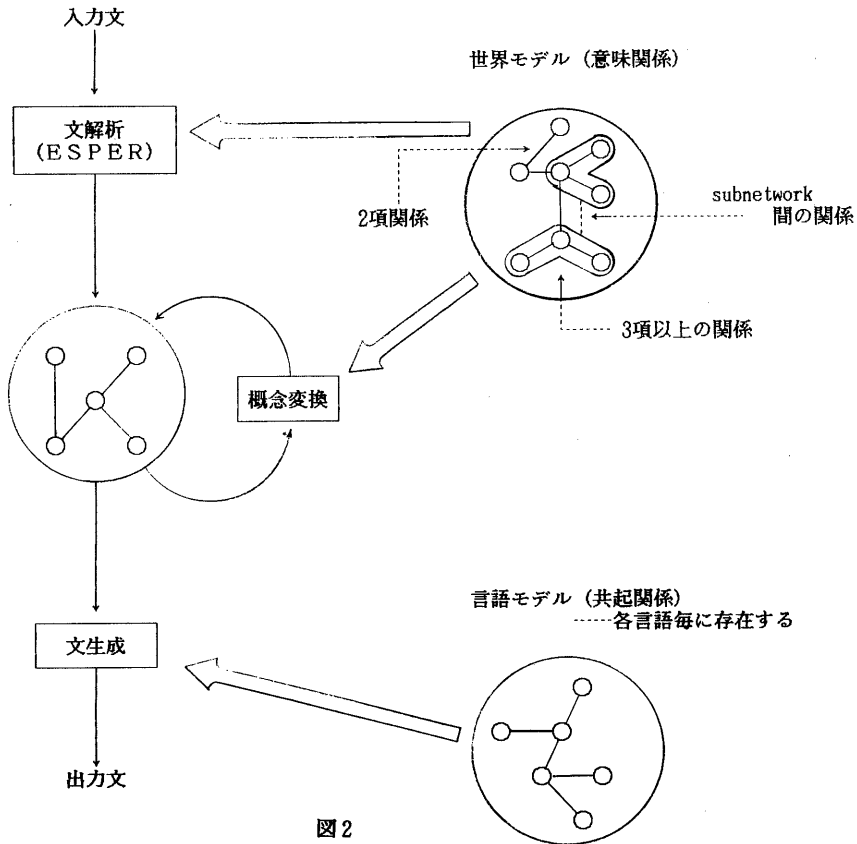 入力文
世界モデル (意味関係)
文解析
(ESPER)
2項関係
subnetwork
間の関係
3項以上の関係
概念変換
言語モデル (共起関係)
-----各言語毎に存在する
文生成
出力文
図2